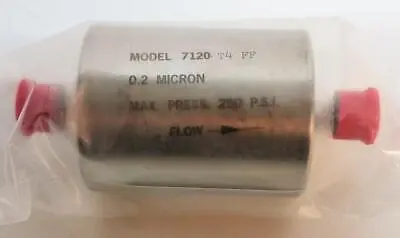 MODEL 7120 T4 FF
0.2 MICRON
MAX. PRESS. 250 P.S.I.
FLOW